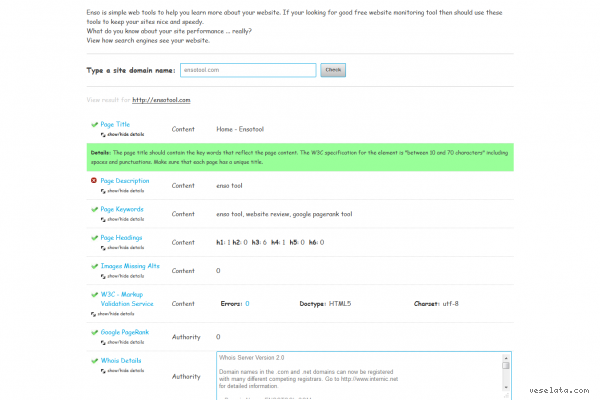 Enso is simple web tools to help you learn more about your website. If your looking for good free website monitoring tool then should use these
tools to keep your sites nice and speedy.
What do you know about your site performance ... really?
View how search engines see your website.
Type a site domain name: ensotool.com Check
View result for http://ensotool.com
Page Title
show/hide details
Content
Home - Ensotool
Details: The page title should contain the key words that reflect the page content. The W3C specification for the element is "between 10 and 70 characters" including
spaces and punctuations. Make sure that each page has a unique title.
Page Description
show/hide details
Content
enso tool
Page Keywords
show/hide details
Content
enso tool, website review, google pagerank tool
Page Headings
show/hide details
Content
h1: 1 h2: 0 h3: 6 h4: 1 h5: 0 h6: 0
Images Missing Alts
show/hide details
Content
0
W3C - Markup
Validation Service
show/hide details
Content
Errors: 0 Doctype: HTML5 Charset: utf-8
Google PageRank
show/hide details
Authority
0
Whois Details
show/hide details
Authority
Whois Server Version 2.0
Domain names in the .com and .net domains can now be registered
with many different competing registrars. Go to http://www.internic.net
for detailed information.
veselata.com